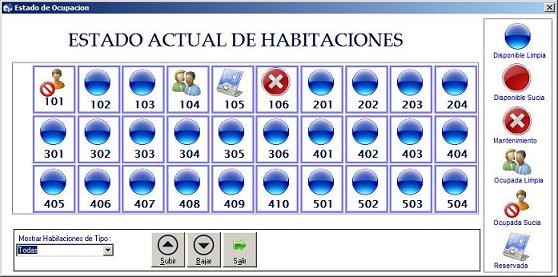 Estado de Ocupacion
ESTADO ACTUAL DE HABITACIONES
101 102 103 104 105 106 201 202 203 204
301 302 303 304 305 306 401 402 403 404
405 406 407 408 409 410 501 502 503 504
Disponible Limpia
Disponible Sucia
Mantenimiento
Ocupada Limpia
Ocupada Sucia
Reservada
Mostrar Habitaciones de Tipo :
Todas
Subir Bajar Salir